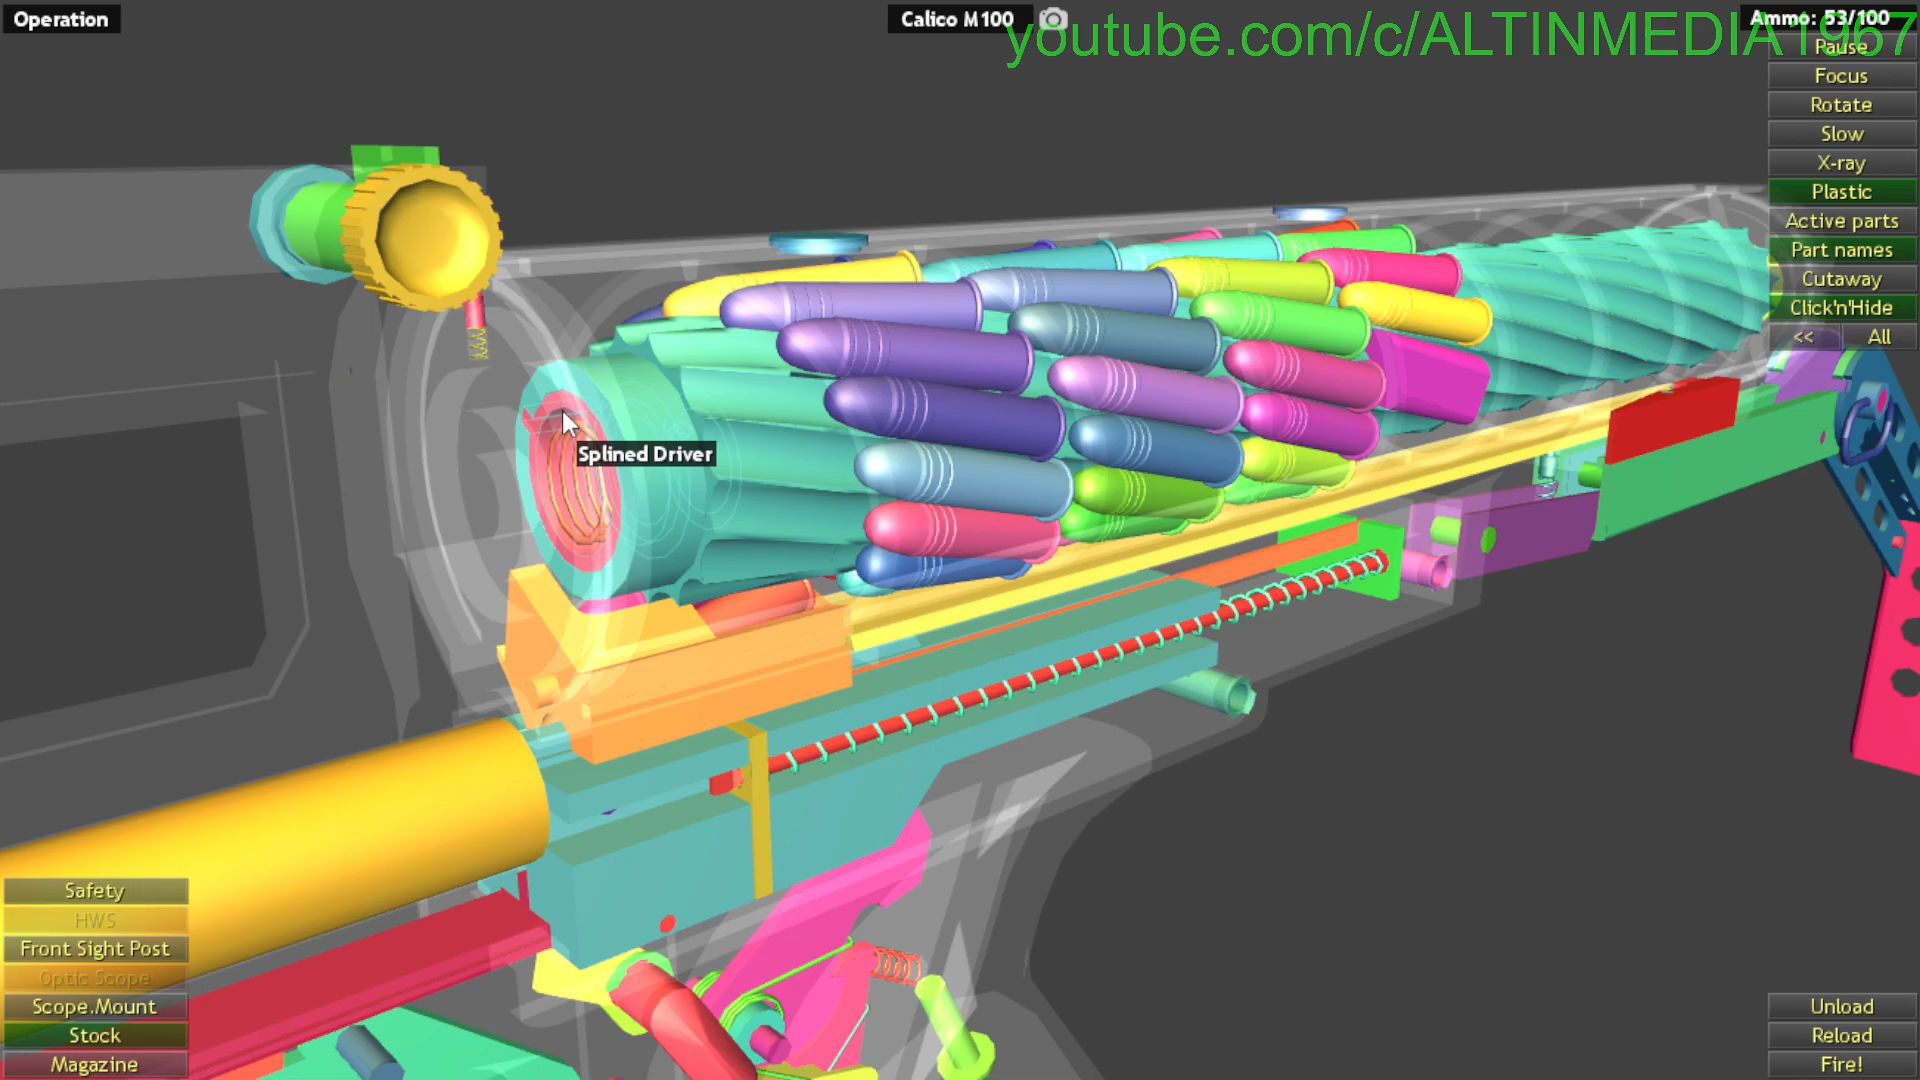 Operation
Calico M100
Ammo: 53/100
youtube.com/c/ALTINMEDIA1967
Pause
Focus
Rotate
Slow
X-ray
Plastic
Active parts
Part names
Cutaway
Click'n'Hide
<< All
Splined Driver
Safety
HWS
Front Sight Post
Optic Scope
Scope.Mount
Stock
Magazine
Unload
Reload
Fire!